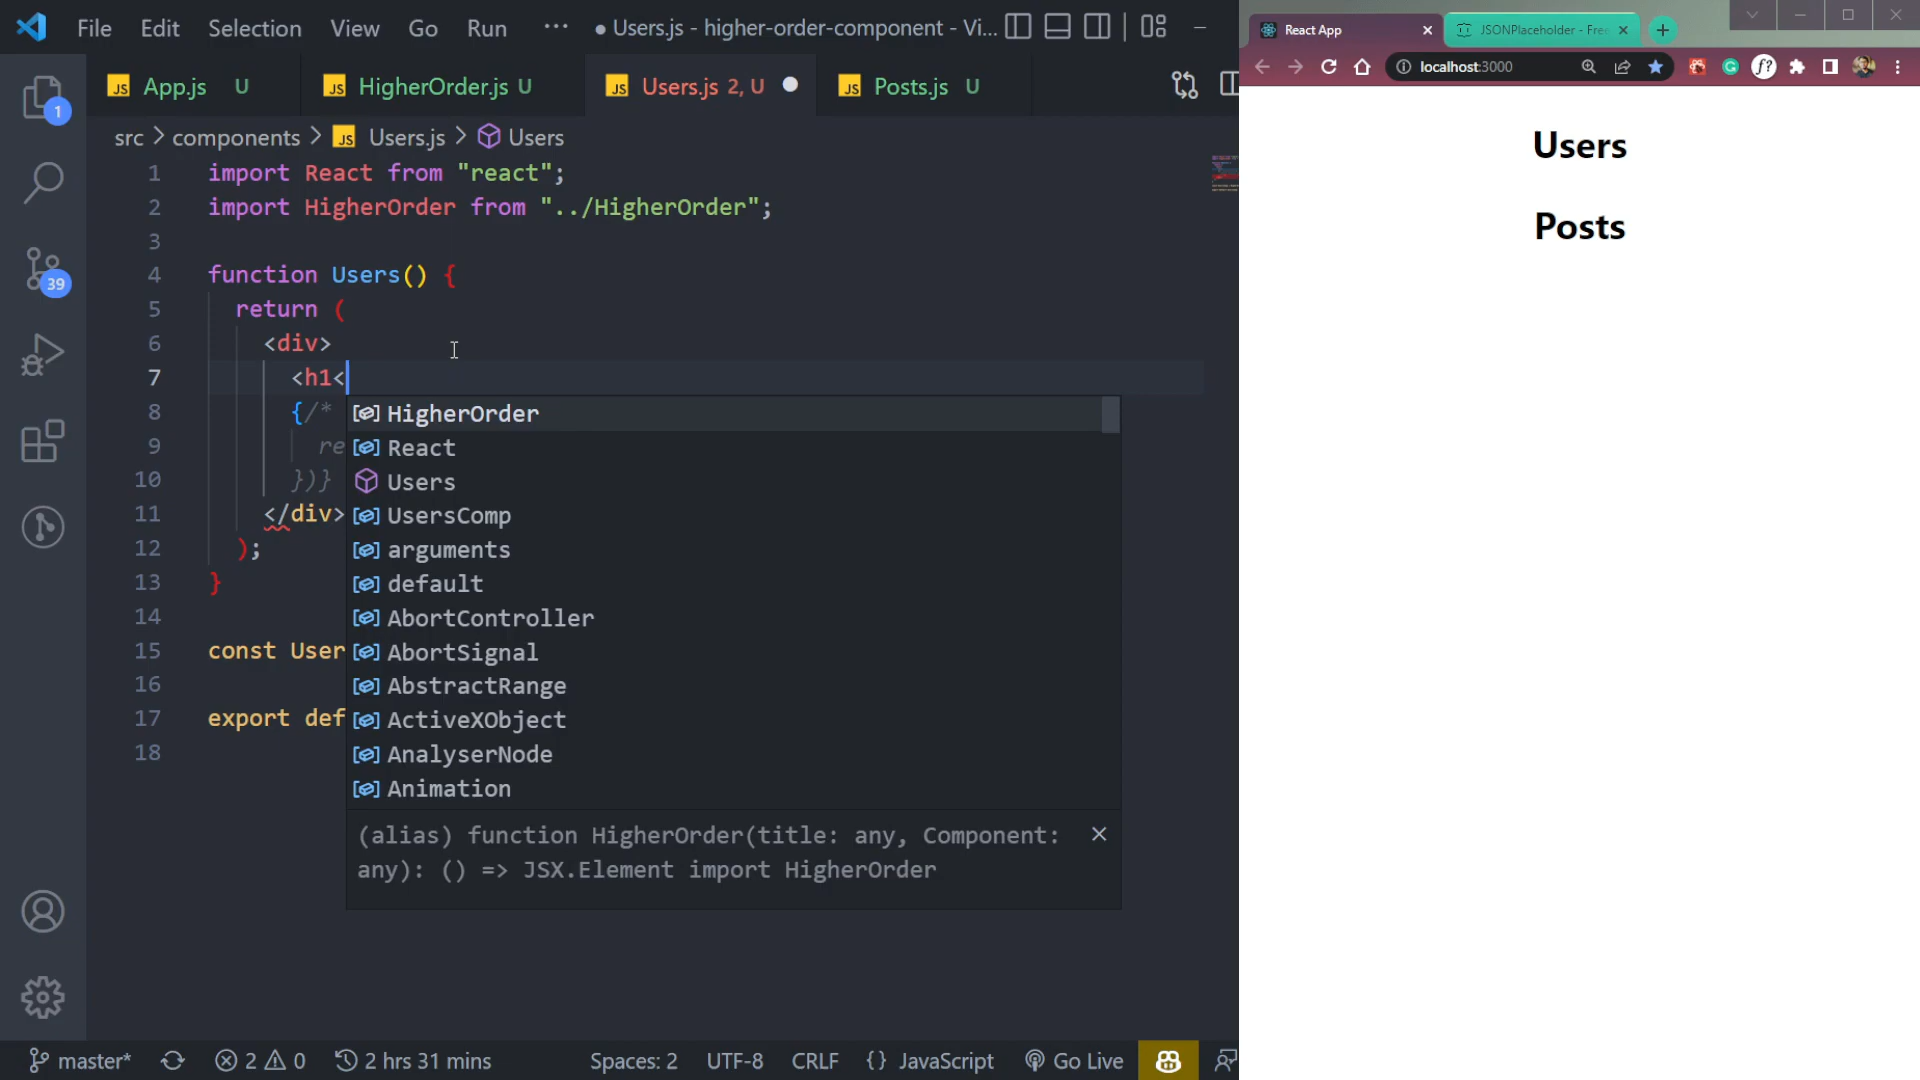 File Edit Selection View Go Run ··· ● Users.js - higher-order-component - Vi...
JS App.js U JS HigherOrder.js U JS Users.js 2, U JS Posts.js U
src > components > JS Users.js > Users
1 import React from "react";
2 import HigherOrder from "../HigherOrder";
3
4 function Users() {
5 return (
6 <div>
7 <h1<
8 {/*
9 re
10 })}
11 </div>
12 );
13 }
14
15 const User
16
17 export def
18
HigherOrder
React
Users
UsersComp
arguments
default
AbortController
AbortSignal
AbstractRange
ActiveXObject
AnalyserNode
Animation
(alias) function HigherOrder(title: any, Component:
any): () => JSX.Element import HigherOrder
1
39
master* 2 0 2 hrs 31 mins Spaces: 2 UTF-8 CRLF {} JavaScript Go Live
React App JSONPlaceholder - Fre
localhost:3000
Users
Posts